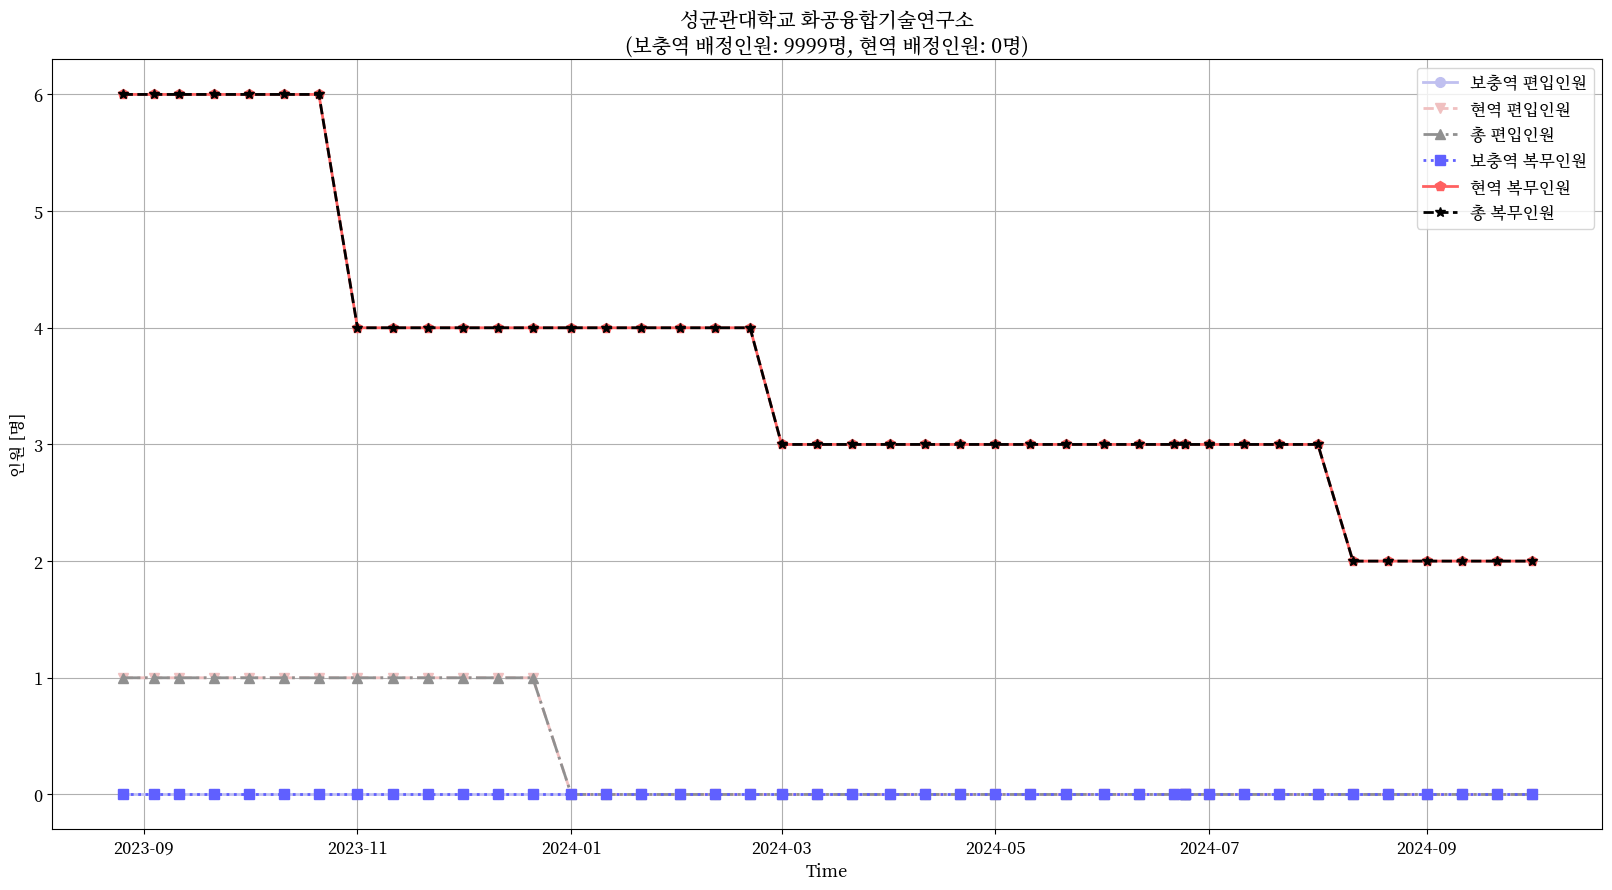 성균관대학교 화공융합기술연구소
(보충역 배정인원: 9999명, 현역 배정인원: 0명)
보충역 편입인원
현역 편입인원
총 편입인원
보충역 복무인원
현역 복무인원
총 복무인원
인원 [명]
6
5
4
3
2
1
0
2023-09
2023-11
2024-01
2024-03
2024-05
2024-07
2024-09
Time